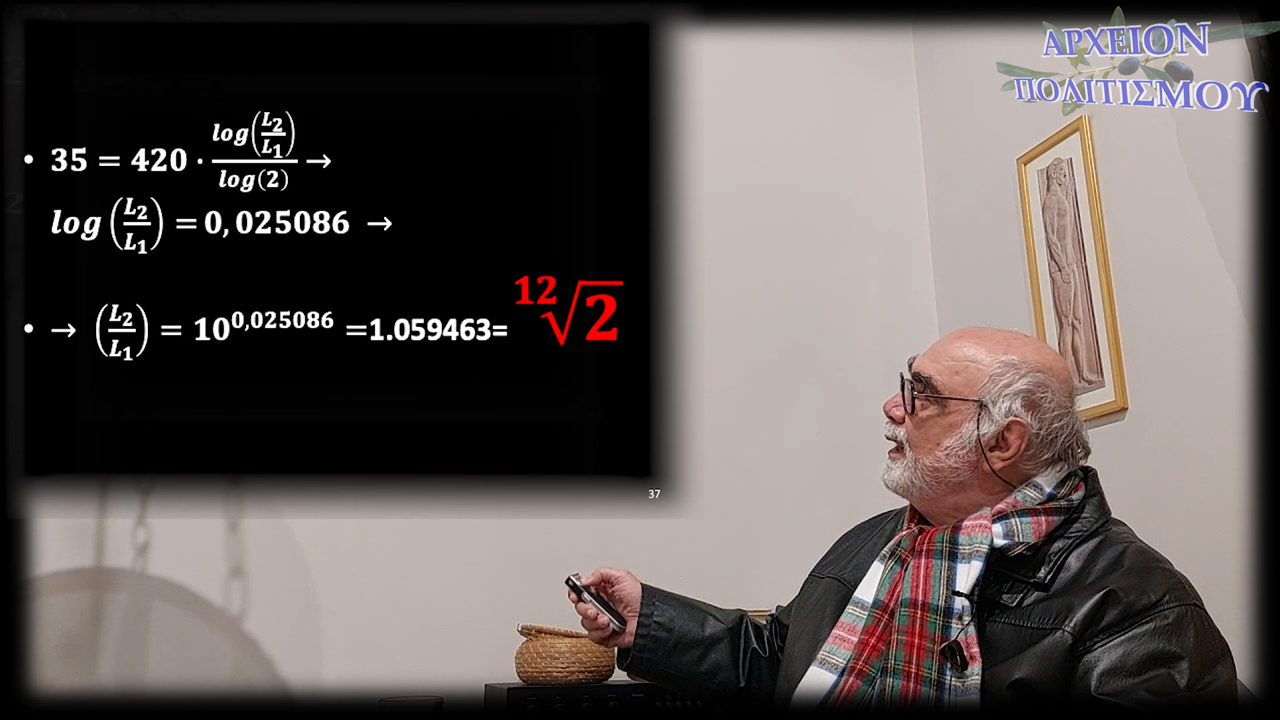 ΑΡΧΕΙΟΝ
ΠΟΛΙΤΙΣΜΟΥ
• 35 = 420 · log(L₂/L₁)/log(2) →
log(L₂/L₁) = 0,025086 →
• → (L₂/L₁) = 10^0,025086 =1.059463= ¹²√2
37